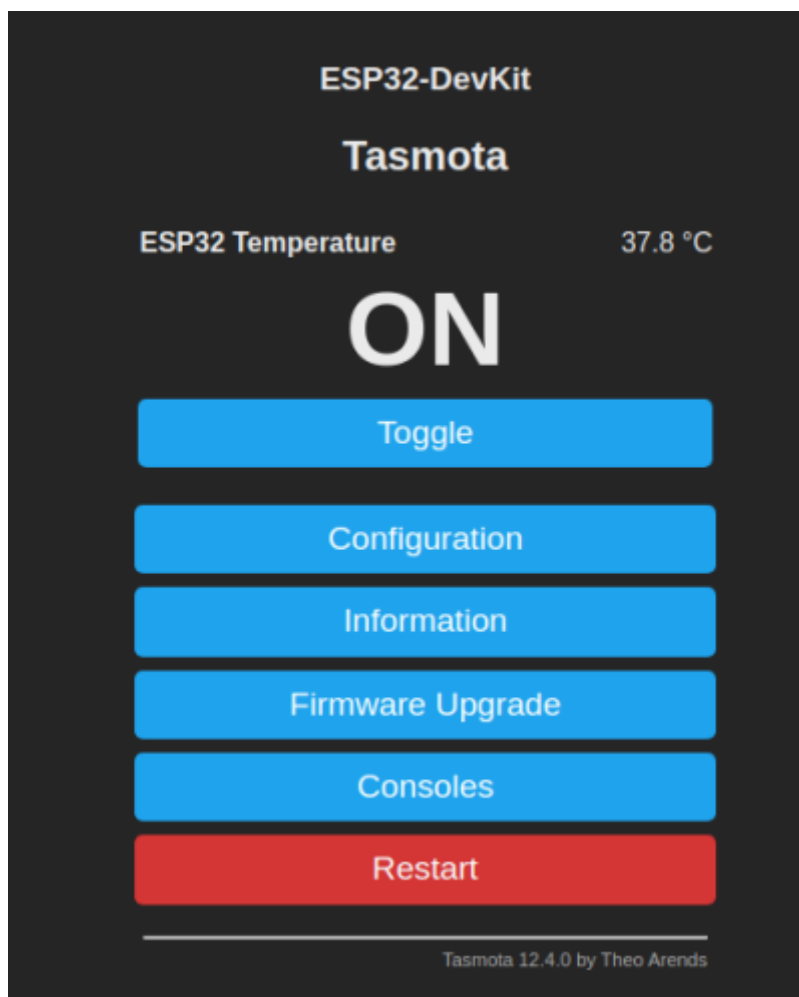 ESP32-DevKit
Tasmota
ESP32 Temperature 37.8 °C
ON
Toggle
Configuration
Information
Firmware Upgrade
Consoles
Restart
Tasmota 12.4.0 by Theo Arends